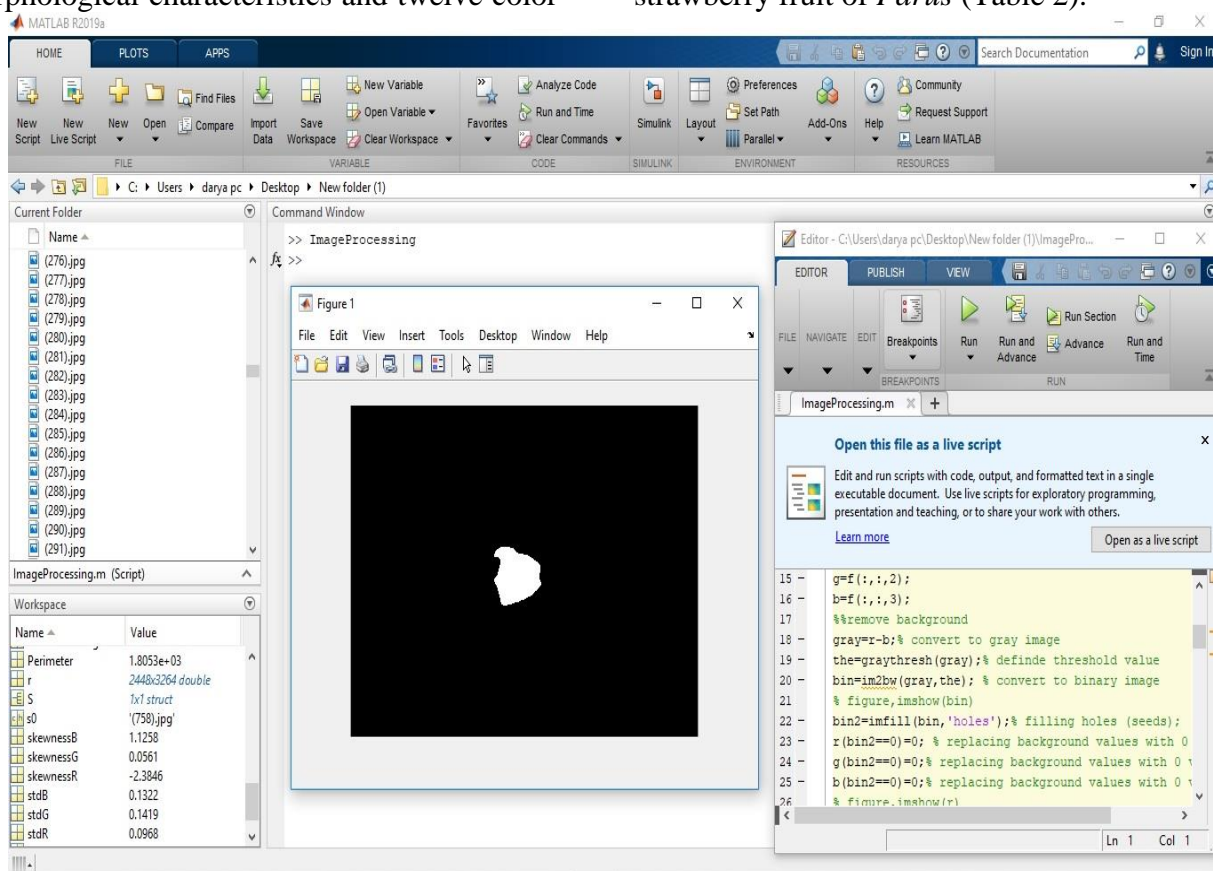 rphological characteristics and twelve color
strawberry fruit of Parus (Table 2).
MATLAB R2019a
HOME PLOTS APPS
Search Documentation
Sign In
New Script
New Live Script
New
Open
Find Files
Compare
Import Data
Save Workspace
New Variable
Open Variable
Clear Workspace
Favorites
Analyze Code
Run and Time
Clear Commands
Simulink
Layout
Preferences
Set Path
Parallel
Add-Ons
Help
Community
Request Support
Learn MATLAB
FILE
VARIABLE
CODE
SIMULINK
ENVIRONMENT
RESOURCES
C: Users darya pc Desktop New folder (1)
Current Folder
Name
(276).jpg
(277).jpg
(278).jpg
(279).jpg
(280).jpg
(281).jpg
(282).jpg
(283).jpg
(284).jpg
(285).jpg
(286).jpg
(287).jpg
(288).jpg
(289).jpg
(290).jpg
(291).jpg
ImageProcessing.m (Script)
Workspace
Name Value
Perimeter 1.8053e+03
r 2448x3264 double
S 1x1 struct
s0 '(758).jpg'
skewnessB 1.1258
skewnessG 0.0561
skewnessR -2.3846
stdB 0.1322
stdG 0.1419
stdR 0.0968
Command Window
>> ImageProcessing
fx >>
Figure 1
File Edit View Insert Tools Desktop Window Help
Editor - C:\Users\darya pc\Desktop\New folder (1)\ImagePro...
EDITOR PUBLISH VIEW
FILE NAVIGATE EDIT
Breakpoints
Run
Run and Advance
Run Section
Advance
Run and Time
BREAKPOINTS
RUN
ImageProcessing.m
Open this file as a live script
Edit and run scripts with code, output, and formatted text in a single
executable document. Use live scripts for exploratory programming,
presentation and teaching, or to share your work with others.
Learn more
Open as a live script
15 - g=f(:,:,2);
16 - b=f(:,:,3);
17 %%remove background
18 - gray=r-b;% convert to gray image
19 - the=graythresh(gray);% definde threshold value
20 - bin=im2bw(gray,the); % convert to binary image
21 % figure,imshow(bin)
22 - bin2=imfill(bin,'holes');% filling holes (seeds);
23 - r(bin2==0)=0; % replacing background values with 0
24 - g(bin2==0)=0;% replacing background values with 0
25 - b(bin2==0)=0;% replacing background values with 0
26 % figure,imshow(r)
Ln 1 Col 1